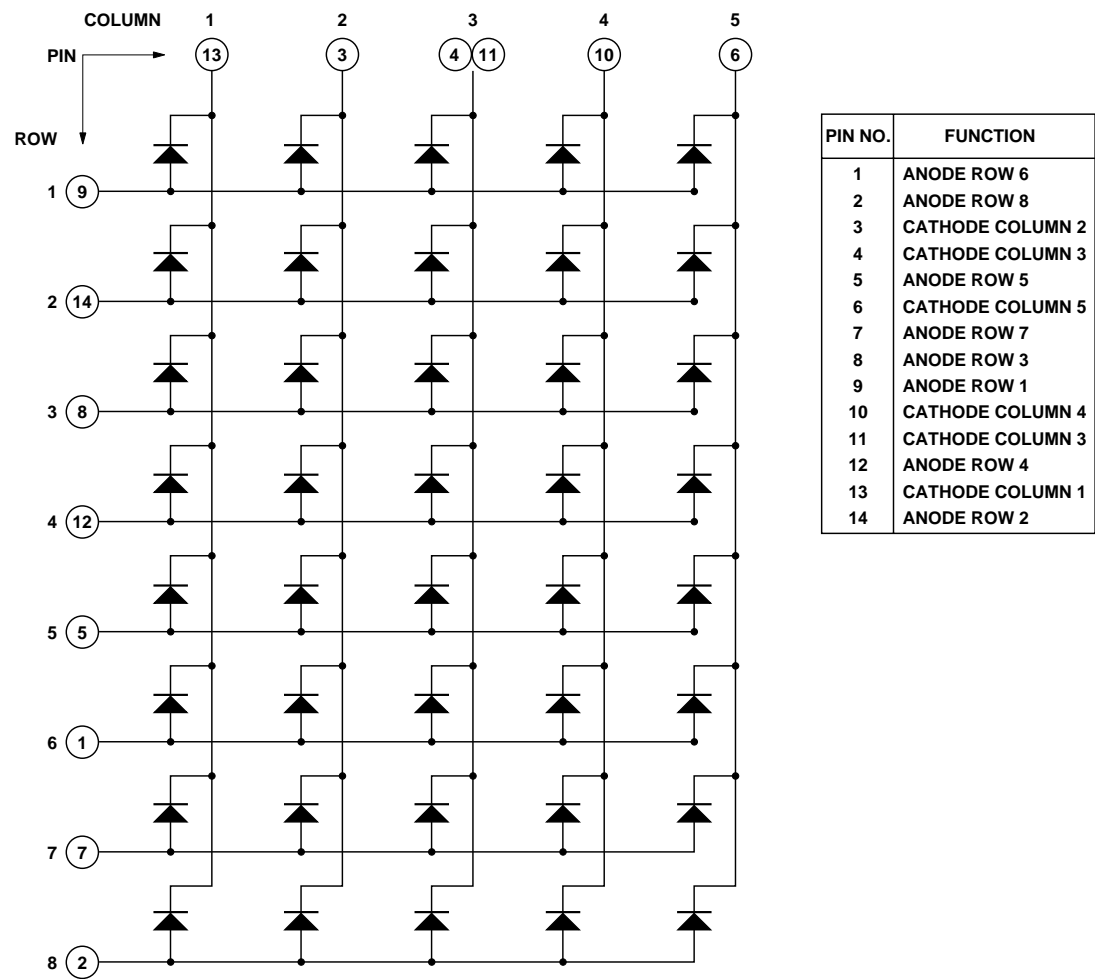 COLUMN 1 2 3 4 5
PIN 13 3 4 11 10 6
ROW
1 9
2 14
3 8
4 12
5 5
6 1
7 7
8 2
PIN NO. FUNCTION
1 ANODE ROW 6
2 ANODE ROW 8
3 CATHODE COLUMN 2
4 CATHODE COLUMN 3
5 ANODE ROW 5
6 CATHODE COLUMN 5
7 ANODE ROW 7
8 ANODE ROW 3
9 ANODE ROW 1
10 CATHODE COLUMN 4
11 CATHODE COLUMN 3
12 ANODE ROW 4
13 CATHODE COLUMN 1
14 ANODE ROW 2